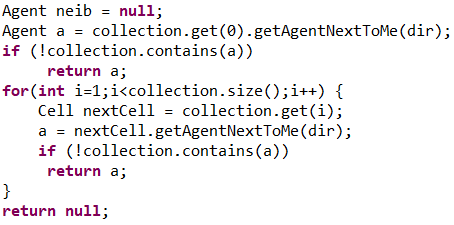 Agent neib = null;
Agent a = collection.get(0).getAgentNextToMe(dir);
if (!collection.contains(a))
     return a;
for(int i=1;i<collection.size();i++) {
    Cell nextCell = collection.get(i);
    a = nextCell.getAgentNextToMe(dir);
    if (!collection.contains(a))
     return a;
}
return null;